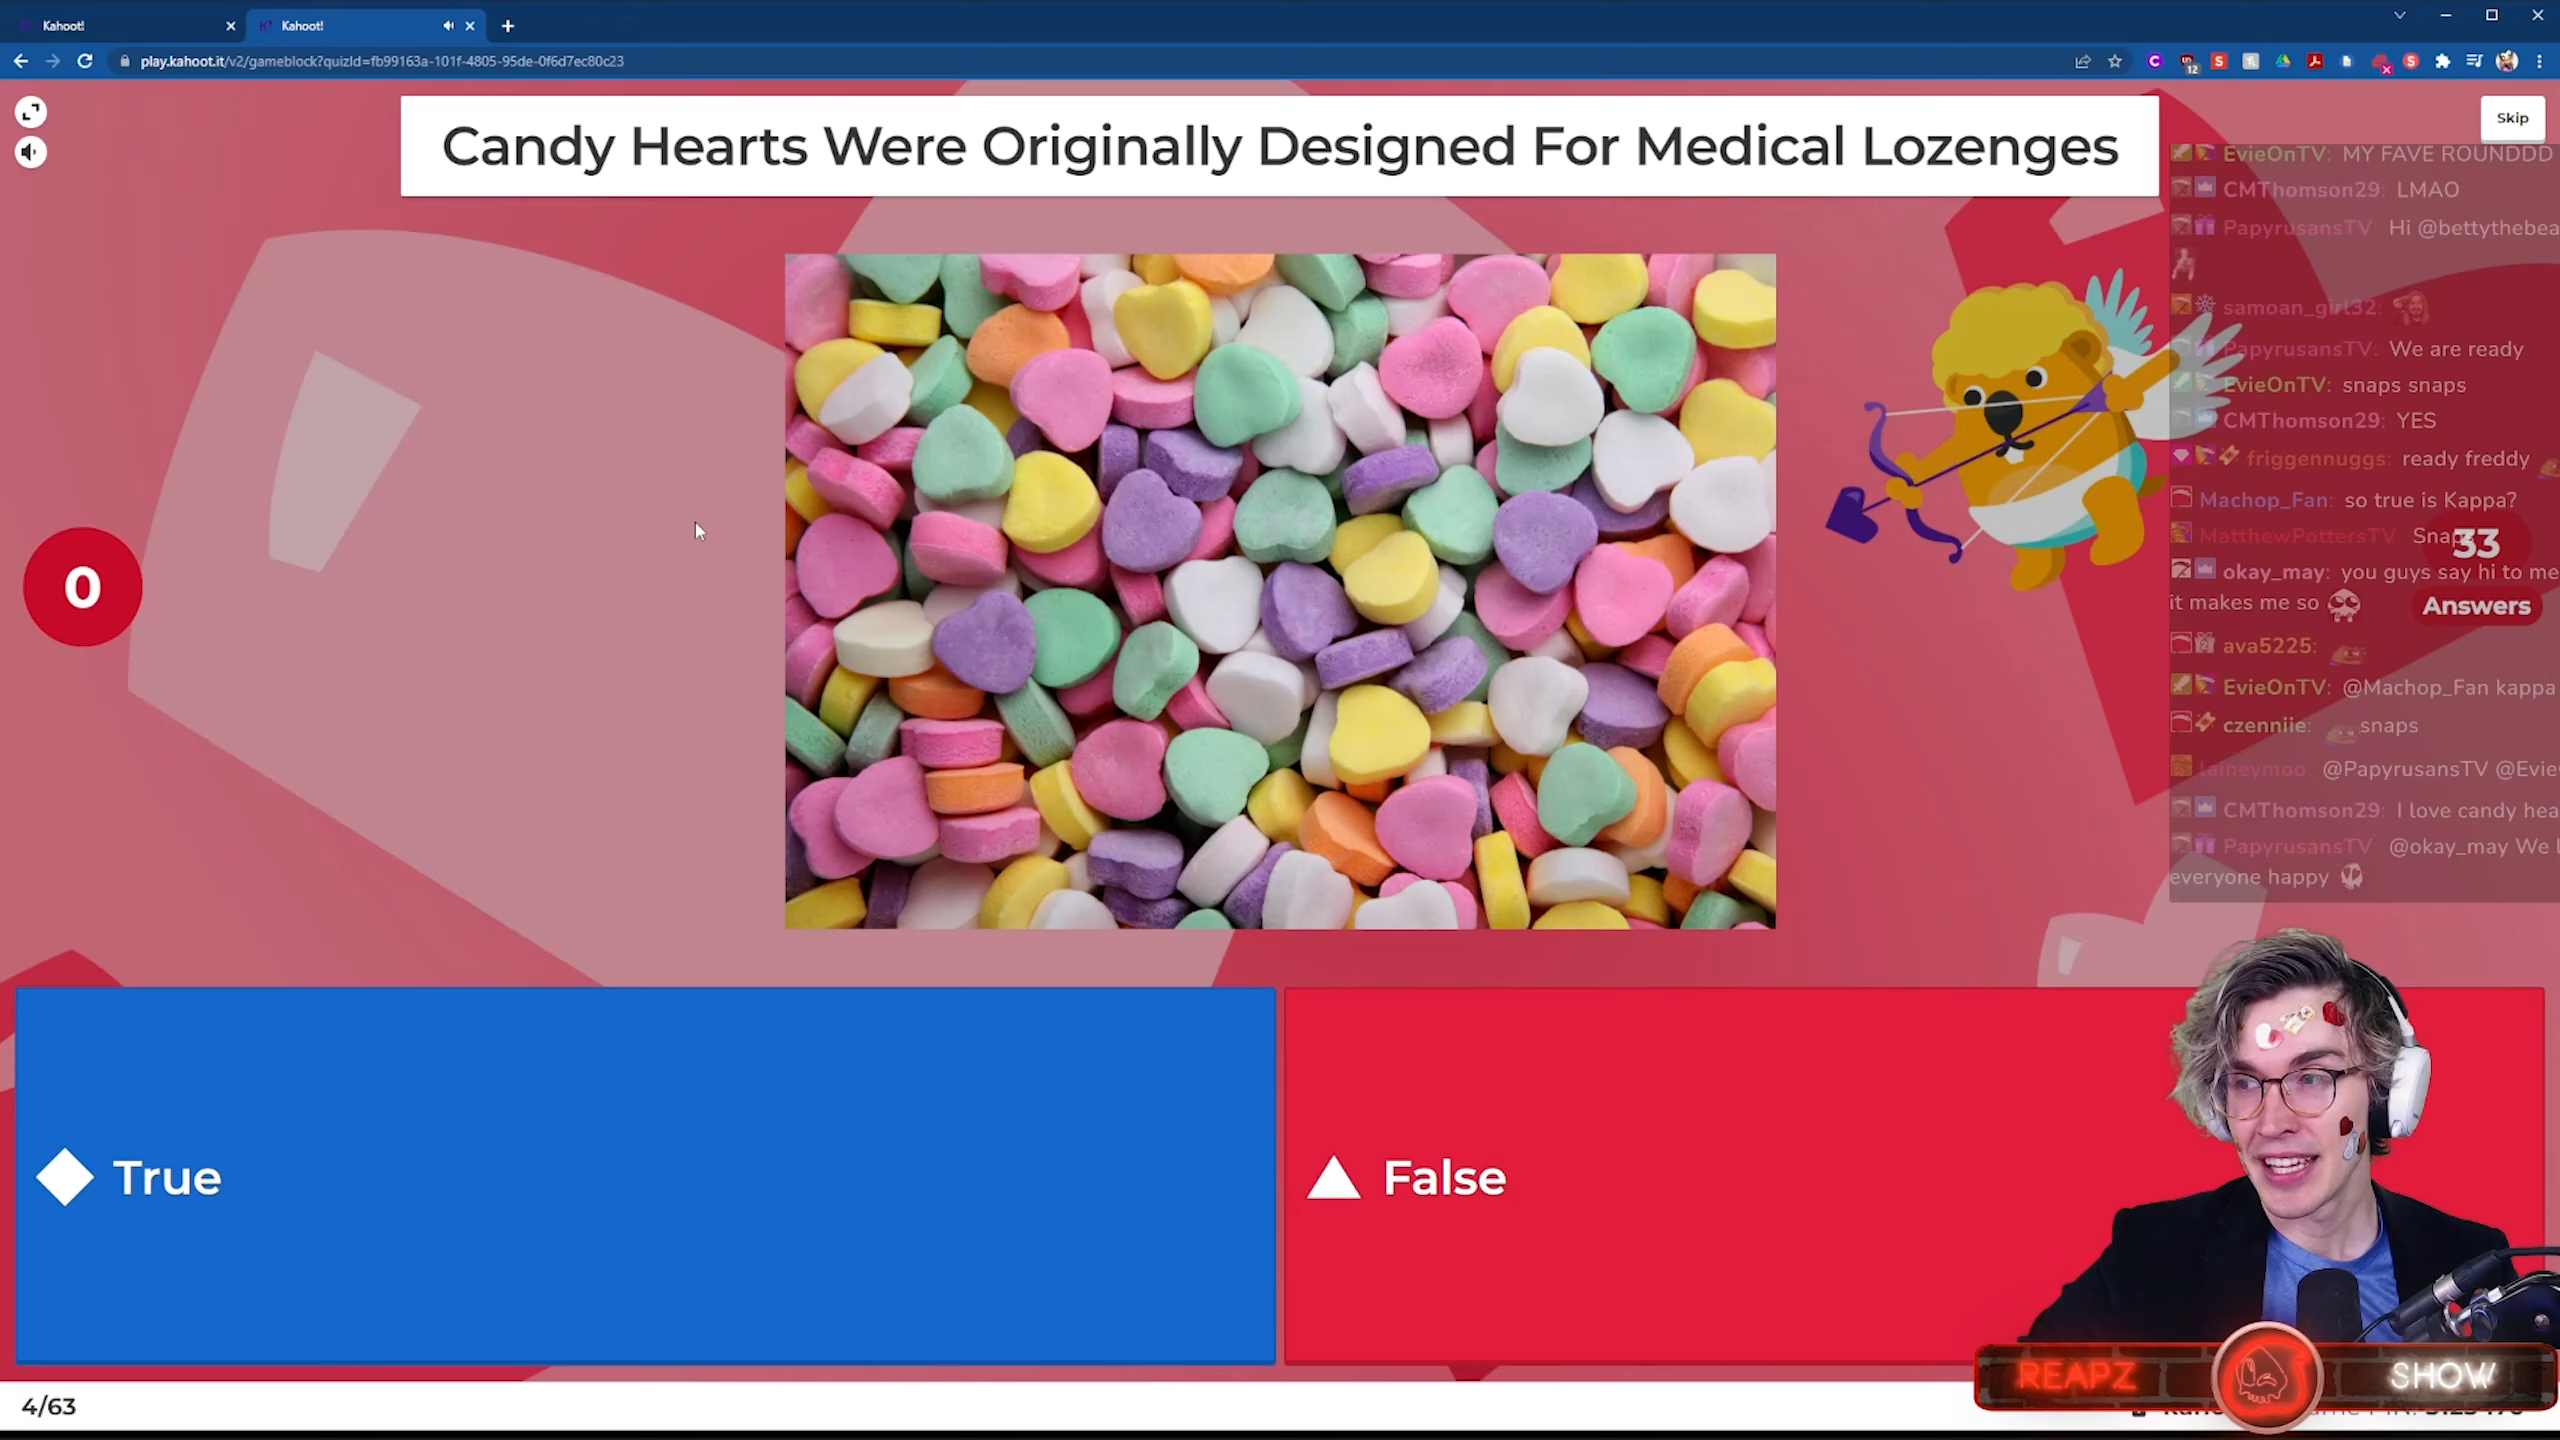 Kahoot!
Kahoot!
play.kahoot.it/v2/gameblock?quizId=fb99163a-101f-4805-95de-0f6d7ec80c23
12
Candy Hearts Were Originally Designed For Medical Lozenges
Skip
EvieOnTV: MY FAVE ROUNDDD
CMThomson29: LMAO
PapyrusansTV Hi @bettythebea
samoan_girl32:
PapyrusansTV: We are ready
EvieOnTV: snaps snaps
CMThomson29: YES
friggennuggs: ready freddy
Machop_Fan: so true is Kappa?
MatthewPottersTV Snaps
okay_may: you guys say hi to me
it makes me so
ava5225:
EvieOnTV: @Machop_Fan kappa
czenniie: snaps
laineymoo @PapyrusansTV @Evie
CMThomson29: I love candy hea
PapyrusansTV @okay_may We l
everyone happy
0
33
Answers
True
False
REAPZ SHOW
4/63